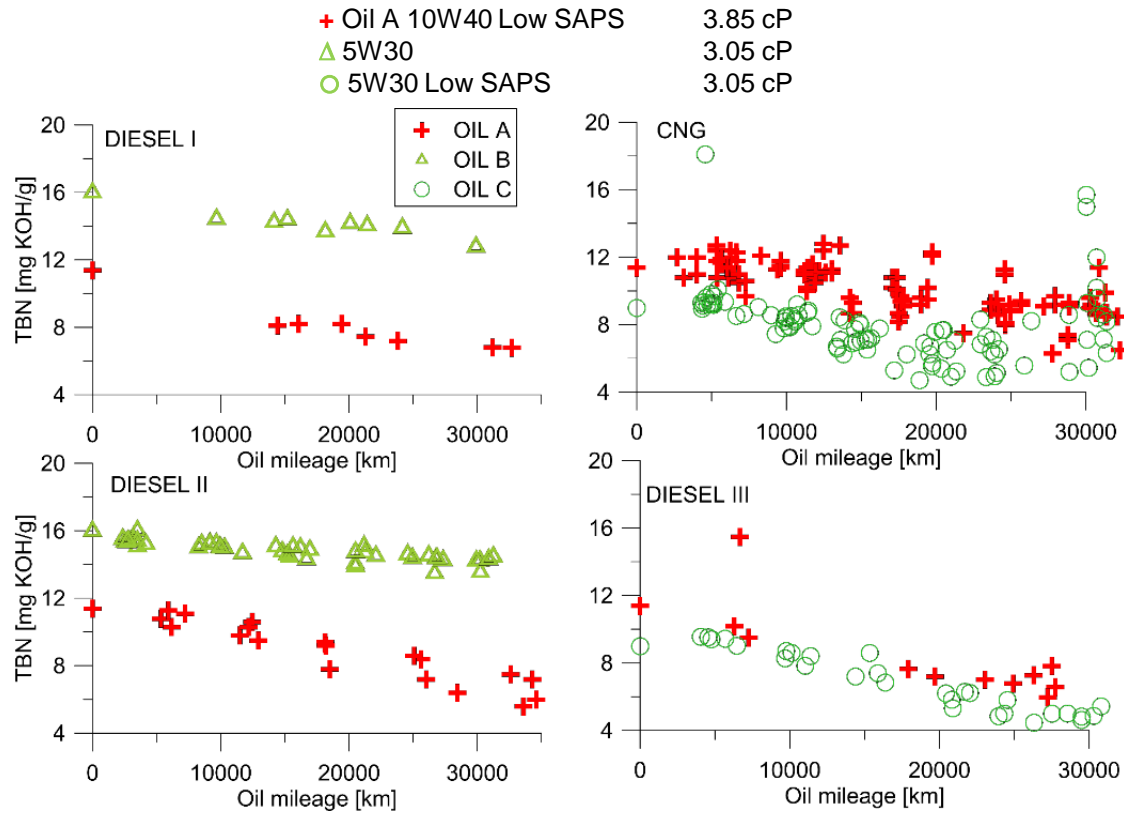 + Oil A 10W40 Low SAPS 3.85 cP
△ 5W30 3.05 cP
○ 5W30 Low SAPS 3.05 cP
DIESEL I
OIL A
OIL B
OIL C
TBN [mg KOH/g]
20
16
12
8
4
0 10000 20000 30000
Oil mileage [km]
CNG
20
16
12
8
4
0 10000 20000 30000
Oil mileage [km]
DIESEL II
TBN [mg KOH/g]
20
16
12
8
4
0 10000 20000 30000
Oil mileage [km]
DIESEL III
20
16
12
8
4
0 10000 20000 30000
Oil mileage [km]